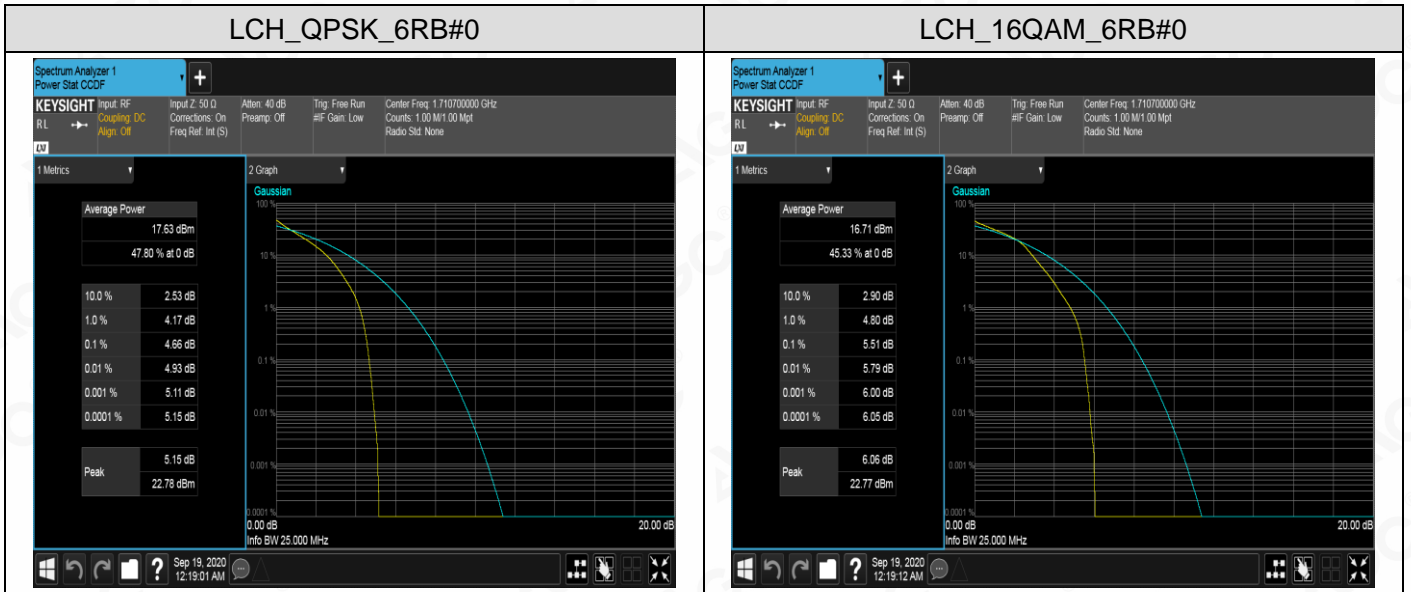 LCH_QPSK_6RB#0
Spectrum Analyzer 1
Power Stat CCDF
KEYSIGHT Input: RF
Coupling: DC
Align: Off
Input Z: 50 Ω
Corrections: On
Freq Ref: Int (S)
Atten: 40 dB
Preamp: Off
Trig: Free Run
#IF Gain: Low
Center Freq: 1.710700000 GHz
Counts: 1.00 M/1.00 Mpt
Radio Std: None
R L
LXI
1 Metrics
Average Power
17.63 dBm
47.80 % at 0 dB
10.0 % 2.53 dB
1.0 % 4.17 dB
0.1 % 4.66 dB
0.01 % 4.93 dB
0.001 % 5.11 dB
0.0001 % 5.15 dB
Peak 5.15 dB
22.78 dBm
2 Graph
Gaussian
100 %
10 %
1 %
0.1 %
0.01 %
0.001 %
0.0001 %
0.00 dB 20.00 dB
Info BW 25.000 MHz
Sep 19, 2020
12:19:01 AM
LCH_16QAM_6RB#0
Spectrum Analyzer 1
Power Stat CCDF
KEYSIGHT Input: RF
Coupling: DC
Align: Off
Input Z: 50 Ω
Corrections: On
Freq Ref: Int (S)
Atten: 40 dB
Preamp: Off
Trig: Free Run
#IF Gain: Low
Center Freq: 1.710700000 GHz
Counts: 1.00 M/1.00 Mpt
Radio Std: None
R L
LXI
1 Metrics
Average Power
16.71 dBm
45.33 % at 0 dB
10.0 % 2.90 dB
1.0 % 4.80 dB
0.1 % 5.51 dB
0.01 % 5.79 dB
0.001 % 6.00 dB
0.0001 % 6.05 dB
Peak 6.06 dB
22.77 dBm
2 Graph
Gaussian
100 %
10 %
1 %
0.1 %
0.01 %
0.001 %
0.0001 %
0.00 dB 20.00 dB
Info BW 25.000 MHz
Sep 19, 2020
12:19:12 AM